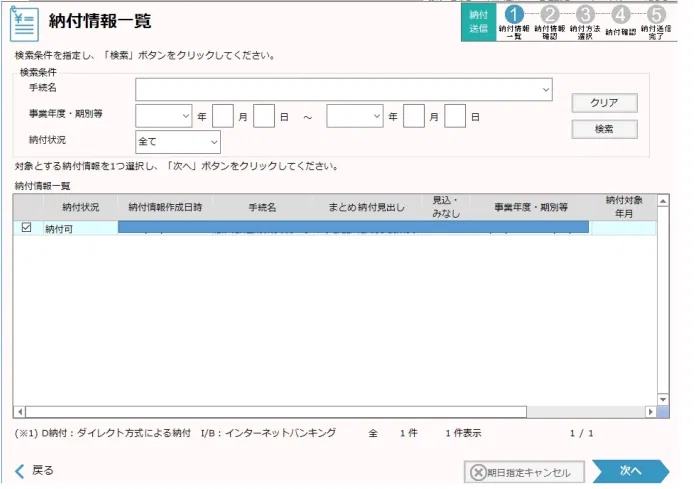 納付情報一覧
納付送信
1 納付情報一覧
2 納付情報確認
3 納付方法選択
4 納付確認
5 納付送信完了
検索条件を指定し、「検索」ボタンをクリックしてください。
検索条件
手続名
クリア
事業年度・期別等 年 月 日 ～ 年 月 日
検索
納付状況 全て
対象とする納付情報を1つ選択し、「次へ」ボタンをクリックしてください。
納付情報一覧
納付状況 納付情報作成日時 手続名 まとめ納付見出し 見込・みなし 事業年度・期別等 納付対象年月
納付可
(※1) D納付：ダイレクト方式による納付 I/B：インターネットバンキング 全 1 件 1 件表示 1 / 1
戻る 期日指定キャンセル 次へ